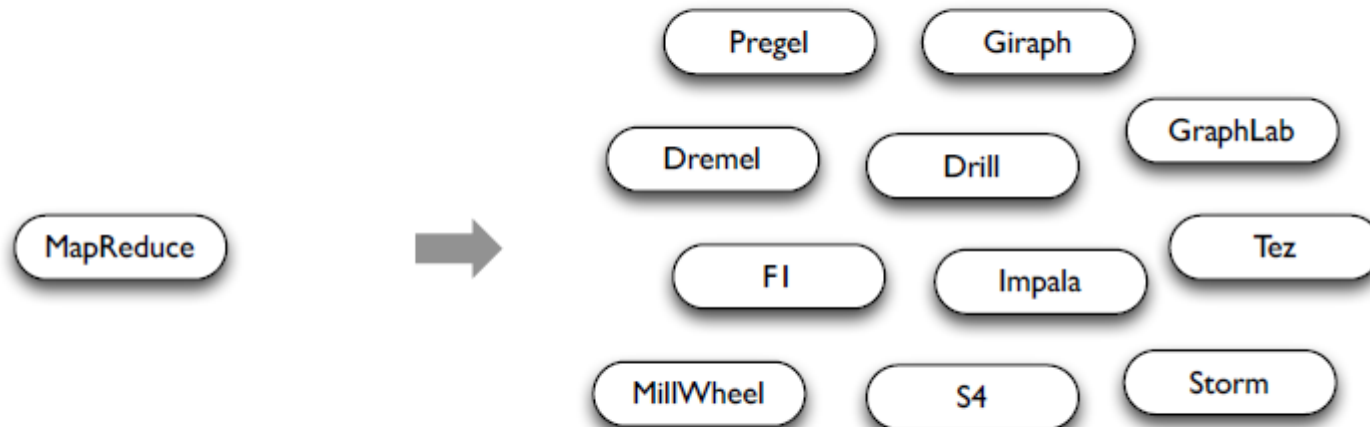 Pregel
Giraph
GraphLab
Dremel
Drill
MapReduce
Tez
F1
Impala
MillWheel
S4
Storm